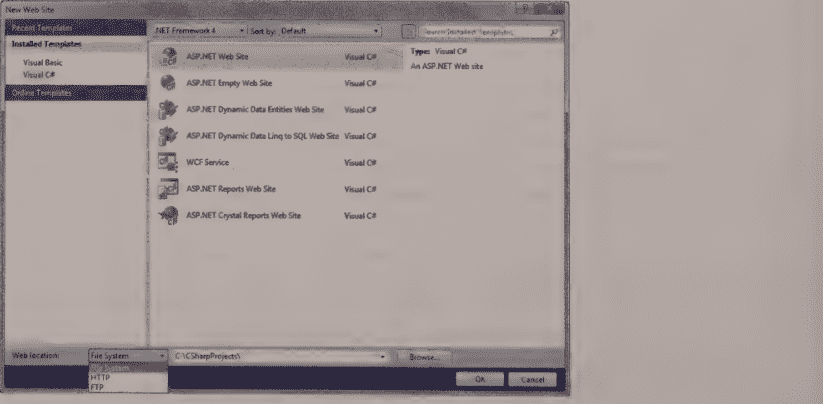 New Web Site
Recent Templates
Installed Templates
Visual Basic
Visual C#
Online Templates
.NET Framework 4 Sort by: Default
Search Installed Templates
ASP.NET Web Site Visual C#
ASP.NET Empty Web Site Visual C#
ASP.NET Dynamic Data Entities Web Site Visual C#
ASP.NET Dynamic Data Linq to SQL Web Site Visual C#
WCF Service Visual C#
ASP.NET Reports Web Site Visual C#
ASP.NET Crystal Reports Web Site Visual C#
Type: Visual C#
An ASP.NET Web site
Web location: File System C:\CSharpProjects\ Browse...
HTTP
FTP
OK Cancel